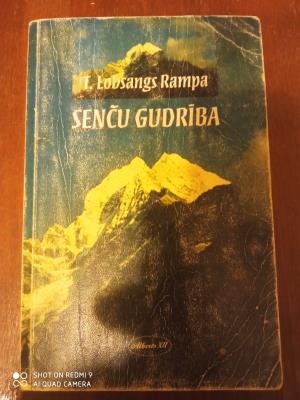 T. Lobsangs Rampa
SENČU GUDRĪBA
Alberts XII
SHOT ON REDMI 9
AI QUAD CAMERA